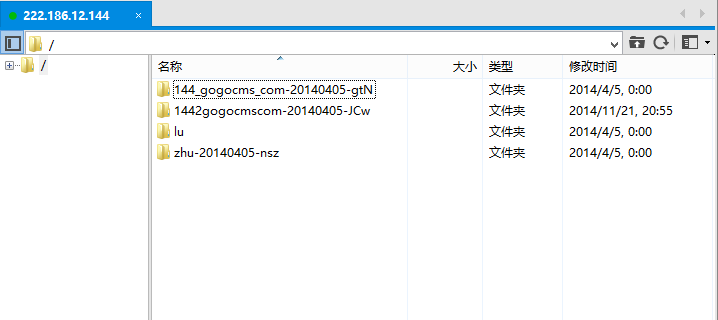 222.186.12.144
/
/
名称 大小 类型 修改时间
144_gogocms_com-20140405-gtN 文件夹 2014/4/5, 0:00
1442gogocmscom-20140405-JCw 文件夹 2014/11/21, 20:55
lu 文件夹 2014/4/5, 0:00
zhu-20140405-nsz 文件夹 2014/4/5, 0:00